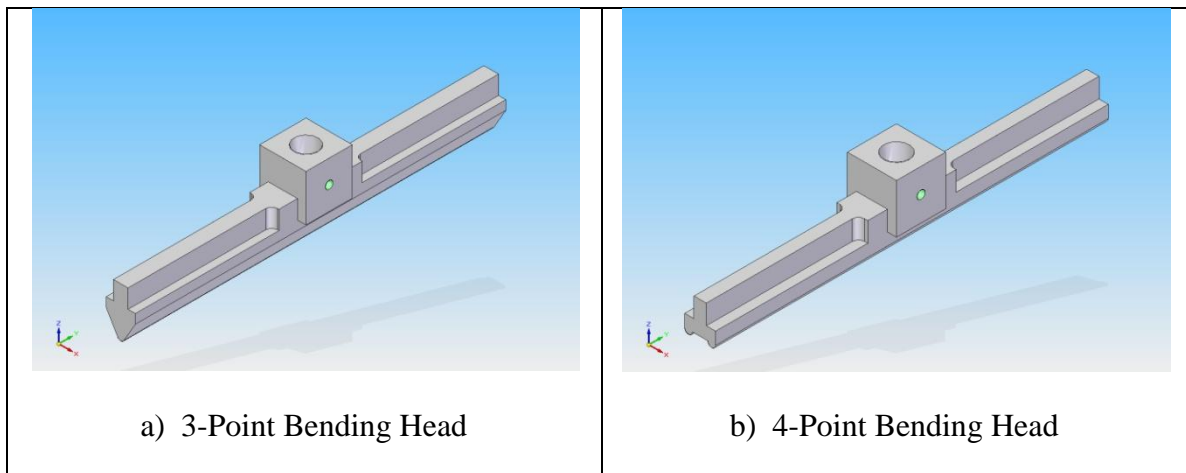 Z
Y
X
Z
Y
X
a) 3-Point Bending Head
b) 4-Point Bending Head